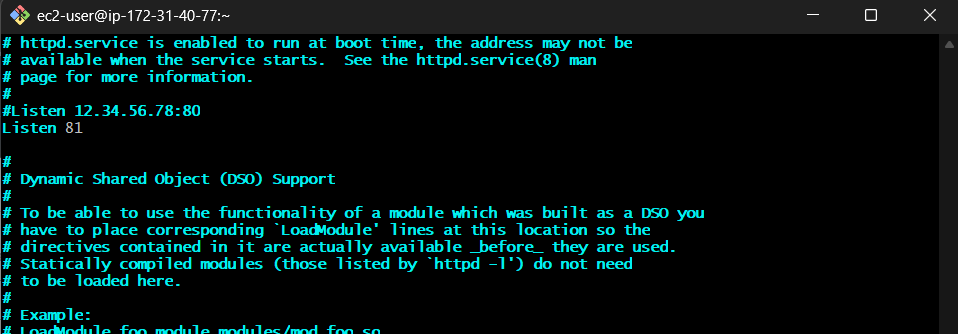 ec2-user@ip-172-31-40-77:~
# httpd.service is enabled to run at boot time, the address may not be
# available when the service starts.  See the httpd.service(8) man
# page for more information.
#
#Listen 12.34.56.78:80
Listen 81
#
# Dynamic Shared Object (DSO) Support
#
# To be able to use the functionality of a module which was built as a DSO you
# have to place corresponding `LoadModule' lines at this location so the
# directives contained in it are actually available _before_ they are used.
# Statically compiled modules (those listed by `httpd -l') do not need
# to be loaded here.
#
# Example:
# LoadModule foo_module modules/mod_foo.so